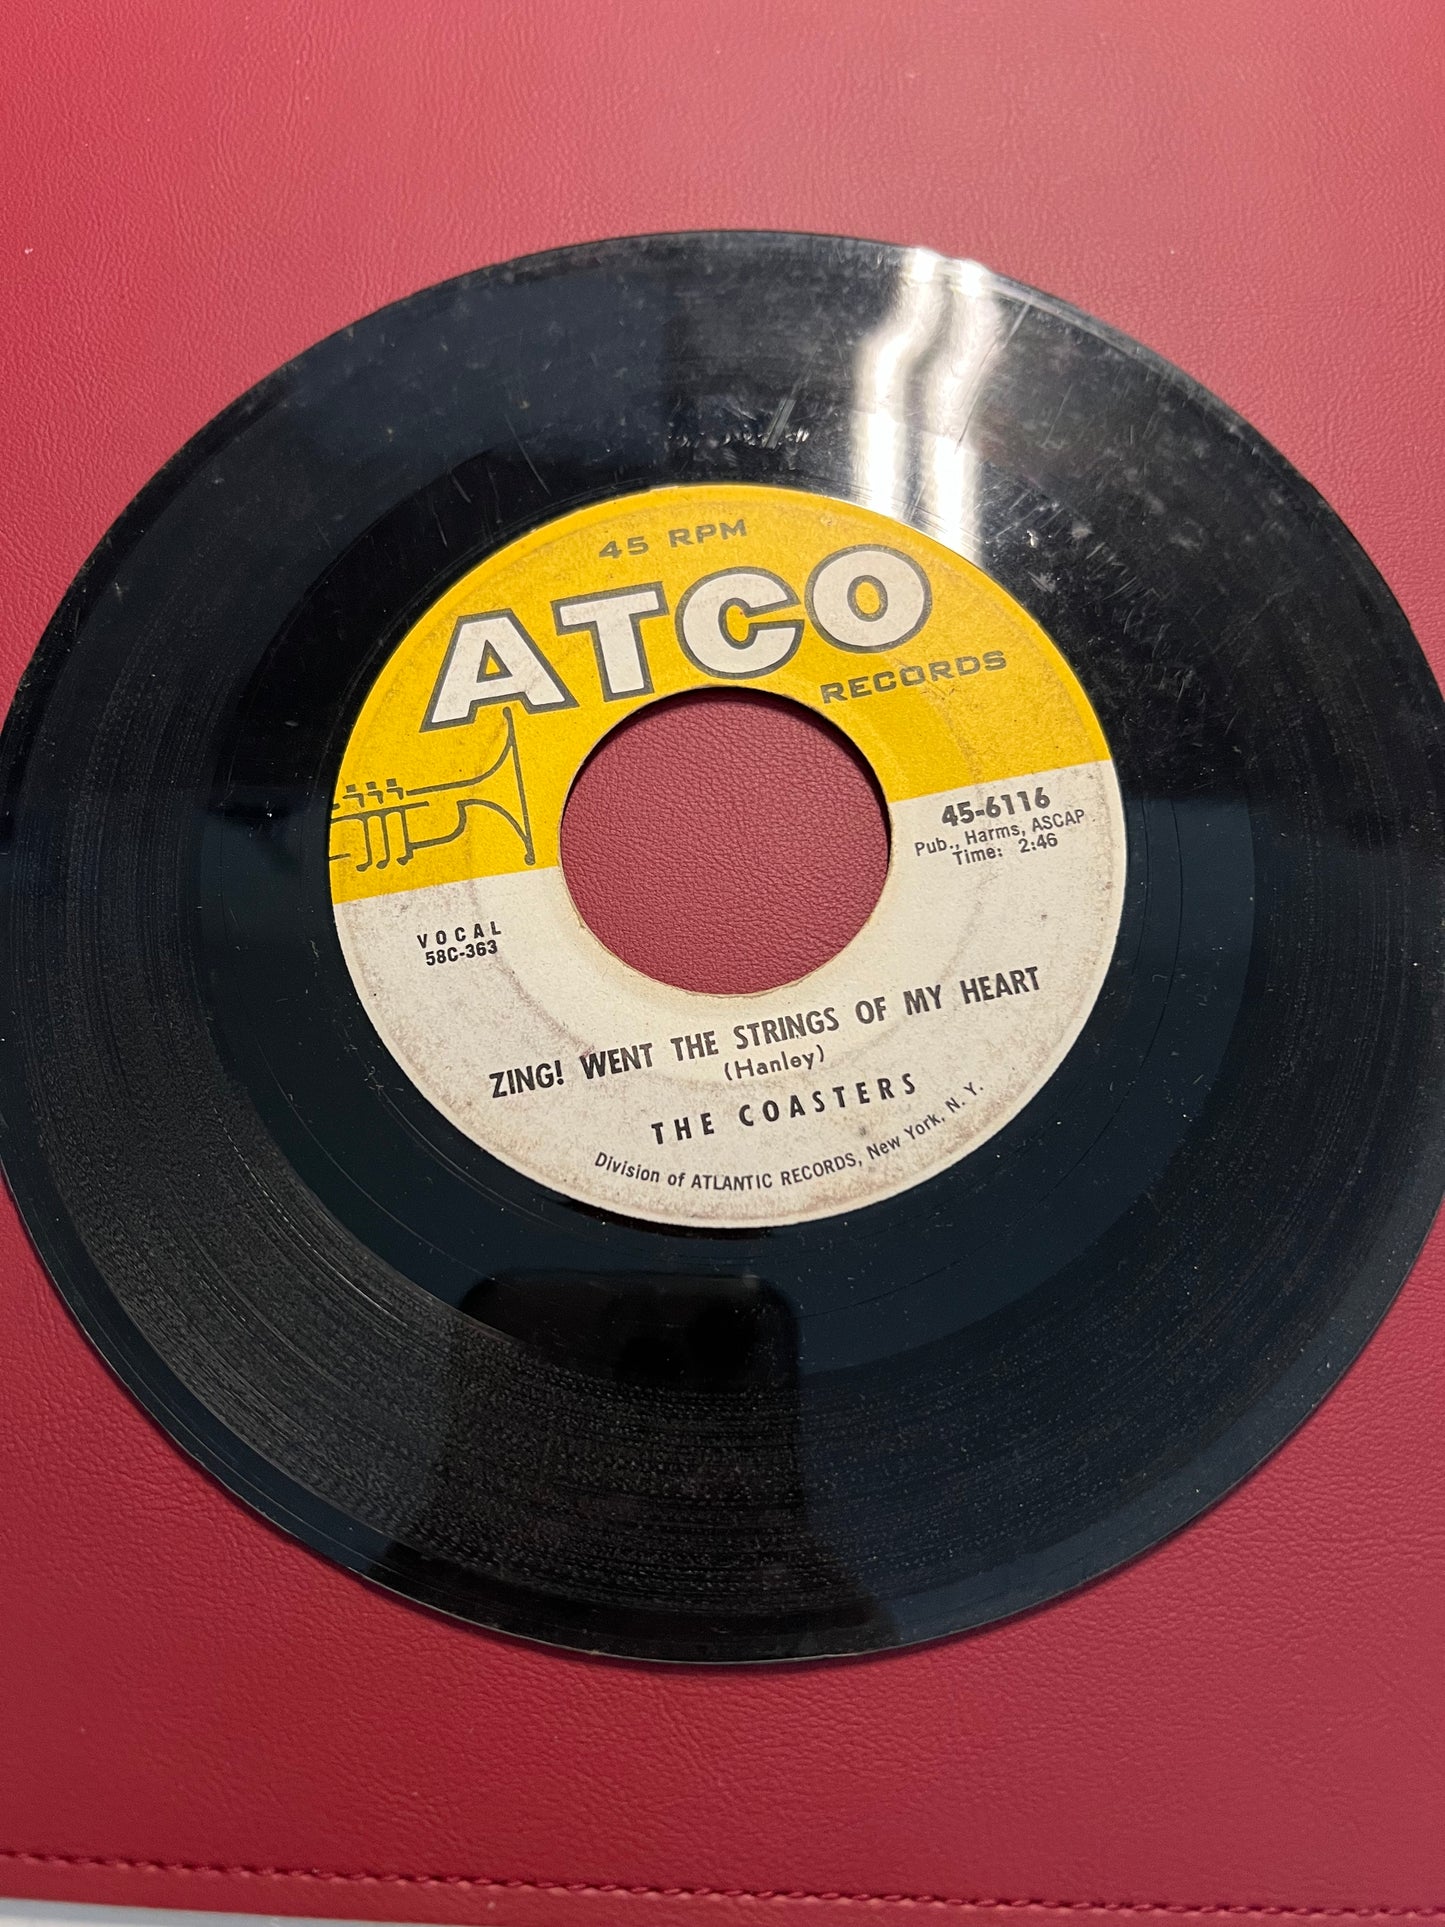 45 RPM
ATCO
RECORDS
45-6116
Pub., Harms, ASCAP
Time: 2:46
VOCAL
58C-363
ZING! WENT THE STRINGS OF MY HEART
(Hanley)
THE COASTERS
Division of ATLANTIC RECORDS, New York, N. Y.